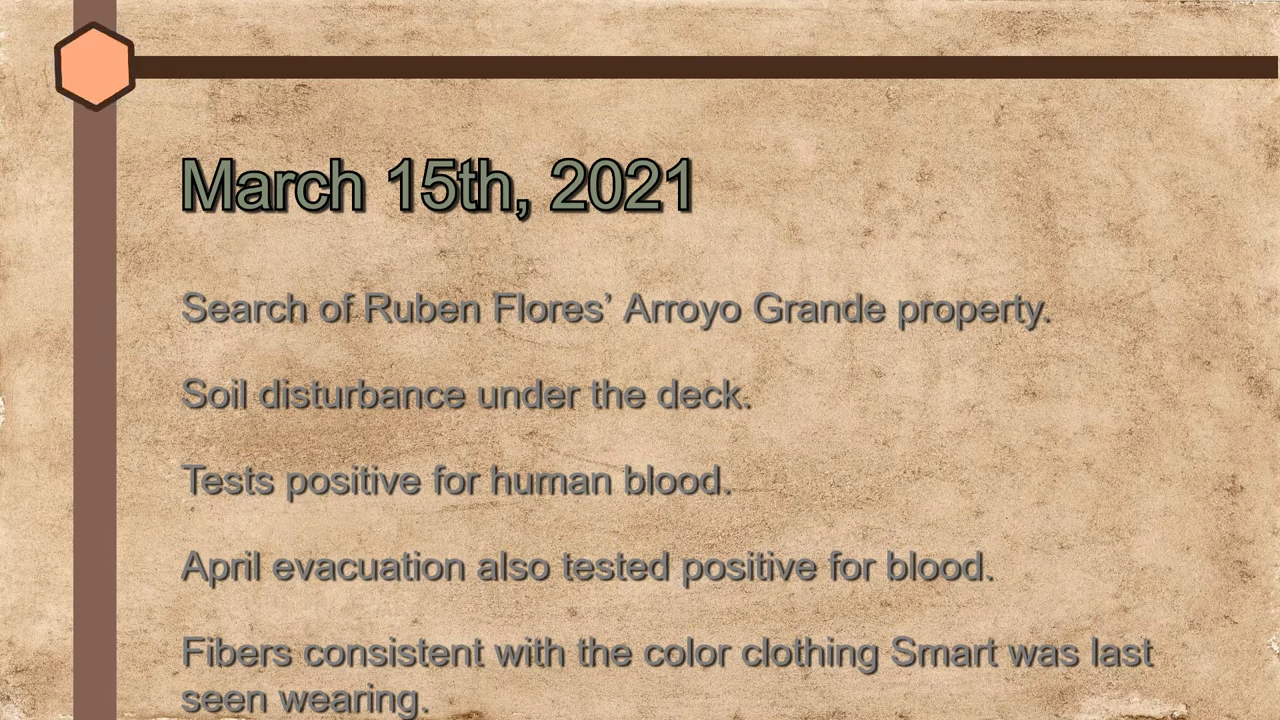 March 15th, 2021
Search of Ruben Flores’ Arroyo Grande property.
Soil disturbance under the deck.
Tests positive for human blood.
April evacuation also tested positive for blood.
Fibers consistent with the color clothing Smart was last
seen wearing.